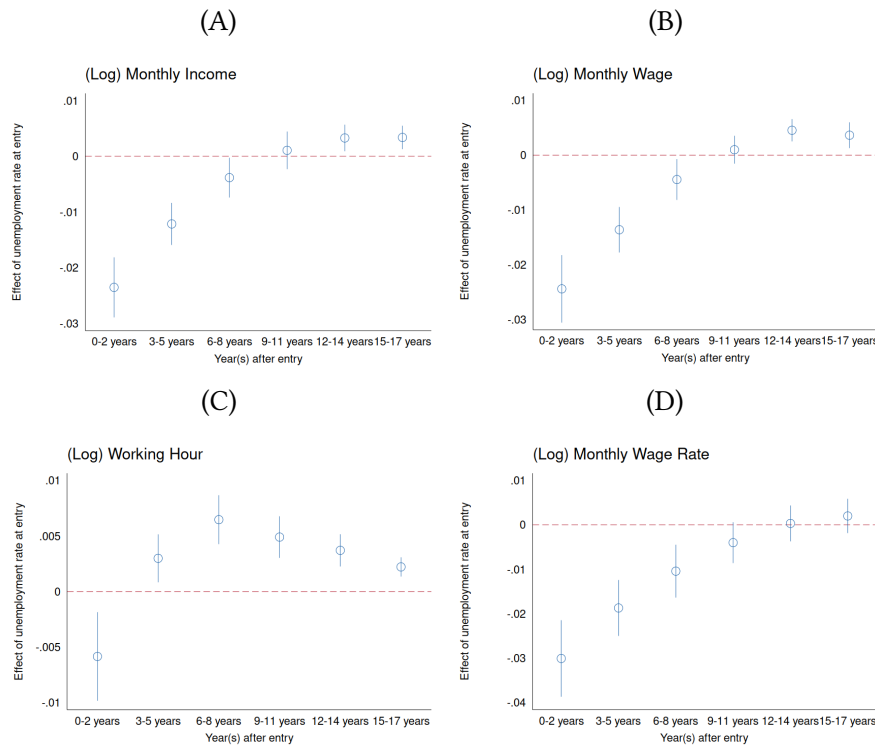 (A)
(Log) Monthly Income
Effect of unemployment rate at entry
.01
0
-.01
-.02
-.03
0-2 years 3-5 years 6-8 years 9-11 years 12-14 years 15-17 years
Year(s) after entry
(B)
(Log) Monthly Wage
Effect of unemployment rate at entry
.01
0
-.01
-.02
-.03
0-2 years 3-5 years 6-8 years 9-11 years 12-14 years 15-17 years
Year(s) after entry
(C)
(Log) Working Hour
Effect of unemployment rate at entry
.01
.005
0
-.005
-.01
0-2 years 3-5 years 6-8 years 9-11 years 12-14 years 15-17 years
Year(s) after entry
(D)
(Log) Monthly Wage Rate
Effect of unemployment rate at entry
.01
0
-.01
-.02
-.03
-.04
0-2 years 3-5 years 6-8 years 9-11 years 12-14 years 15-17 years
Year(s) after entry